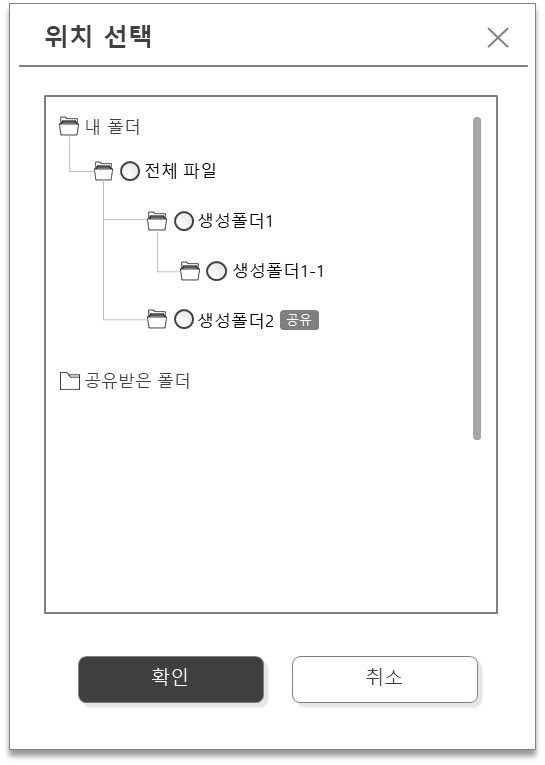 위치 선택
내 폴더
전체 파일
생성폴더1
생성폴더1-1
생성폴더2 공유
공유받은 폴더
확인 취소